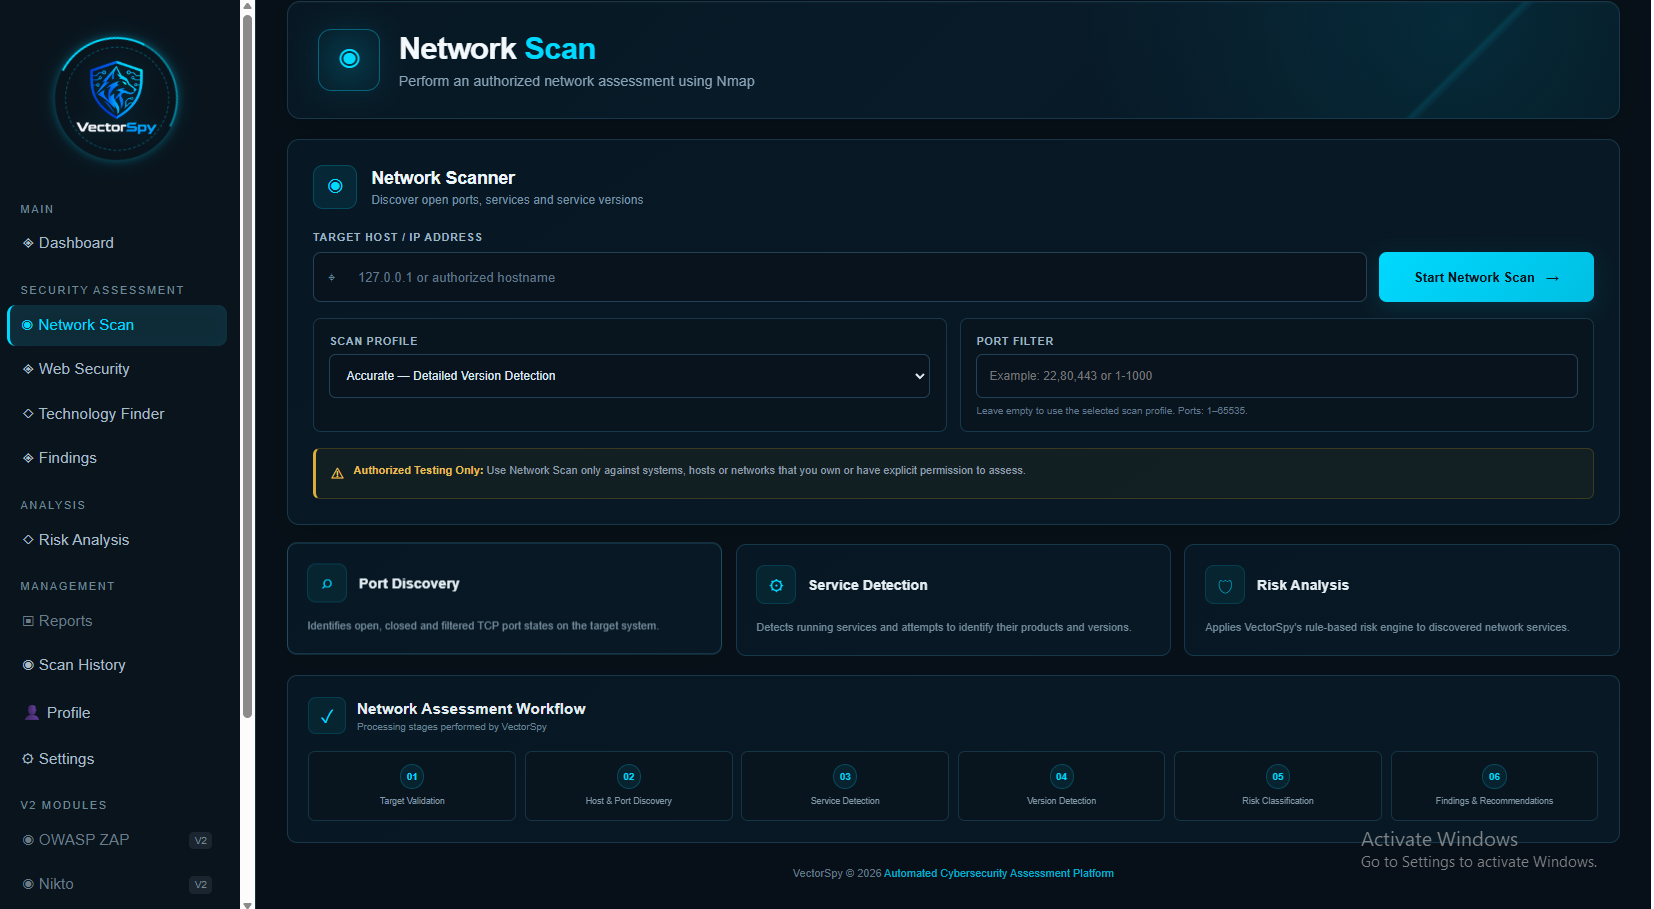 VectorSpy
MAIN
Dashboard
SECURITY ASSESSMENT
Network Scan
Web Security
Technology Finder
Findings
ANALYSIS
Risk Analysis
MANAGEMENT
Reports
Scan History
Profile
Settings
V2 MODULES
OWASP ZAP V2
Nikto V2
Network Scan
Perform an authorized network assessment using Nmap
Network Scanner
Discover open ports, services and service versions
TARGET HOST / IP ADDRESS
127.0.0.1 or authorized hostname
Start Network Scan →
SCAN PROFILE
Accurate — Detailed Version Detection
PORT FILTER
Example: 22,80,443 or 1-1000
Leave empty to use the selected scan profile. Ports: 1–65535.
Authorized Testing Only: Use Network Scan only against systems, hosts or networks that you own or have explicit permission to assess.
Port Discovery
Identifies open, closed and filtered TCP port states on the target system.
Service Detection
Detects running services and attempts to identify their products and versions.
Risk Analysis
Applies VectorSpy's rule-based risk engine to discovered network services.
Network Assessment Workflow
Processing stages performed by VectorSpy
01
Target Validation
02
Host & Port Discovery
03
Service Detection
04
Version Detection
05
Risk Classification
06
Findings & Recommendations
Activate Windows
Go to Settings to activate Windows.
VectorSpy © 2026 Automated Cybersecurity Assessment Platform